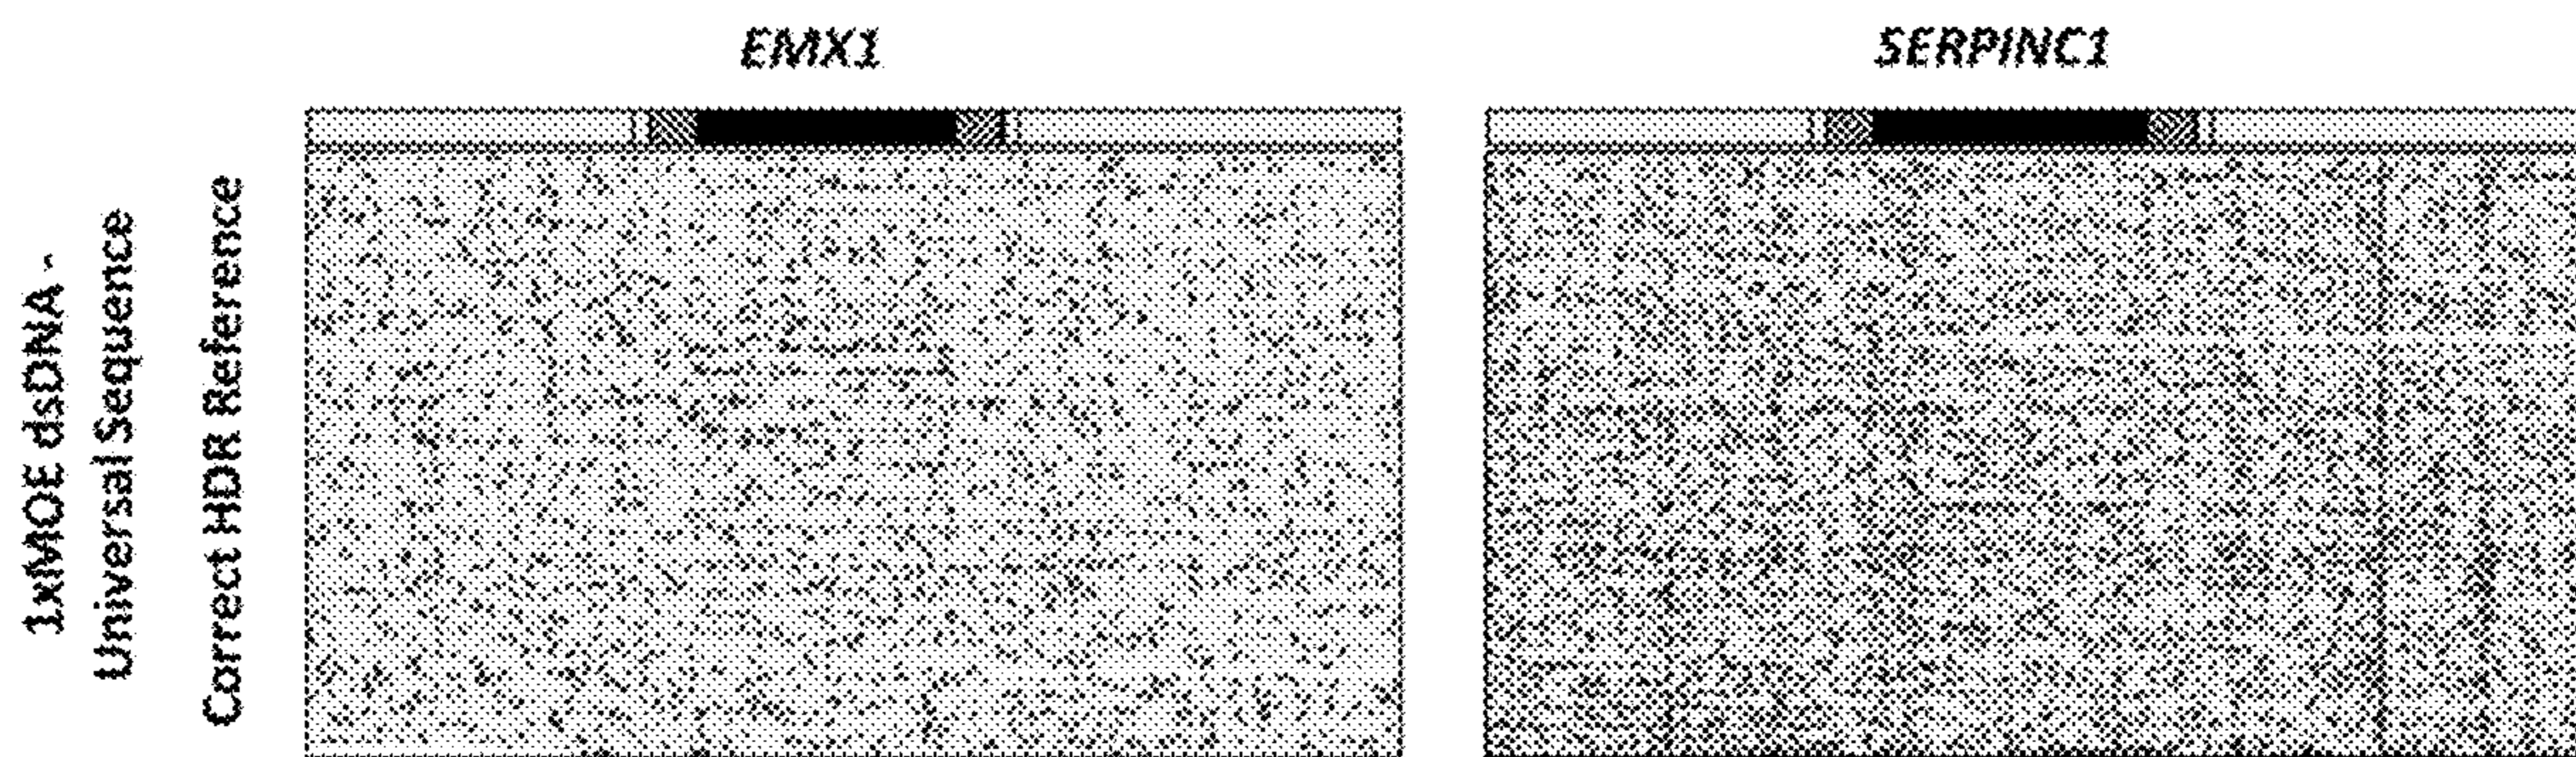 EMX1
SERPINC1
1xMOE dsDNA -
Universal Sequence
Correct HDR Reference